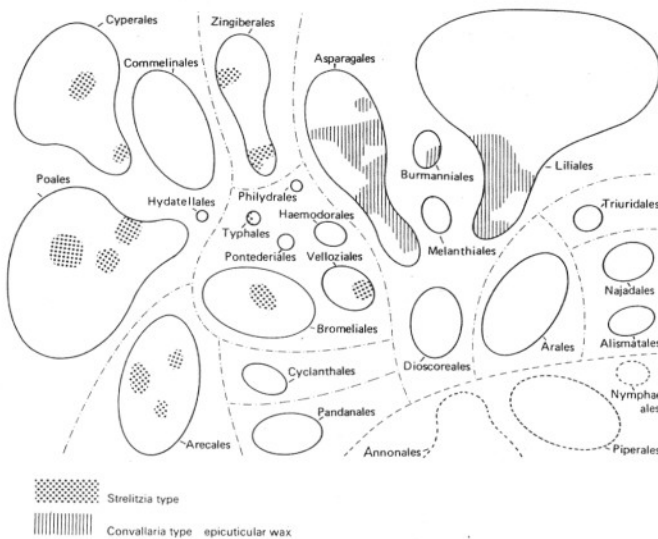 Cyperales
Zingiberales
Commelinales
Asparagales
Poales
Hydatellales
Philydrales
Typhales
Haemodorales
Pontederiales
Velloziales
Bromeliales
Burmanniales
Liliales
Melanthiales
Triuridales
Najadales
Alismatales
Arales
Dioscoreales
Cyclanthales
Pandanales
Arecales
Annonales
Nymphae
ales
Piperales
Strelitzia type
Convallaria type epicuticular wax